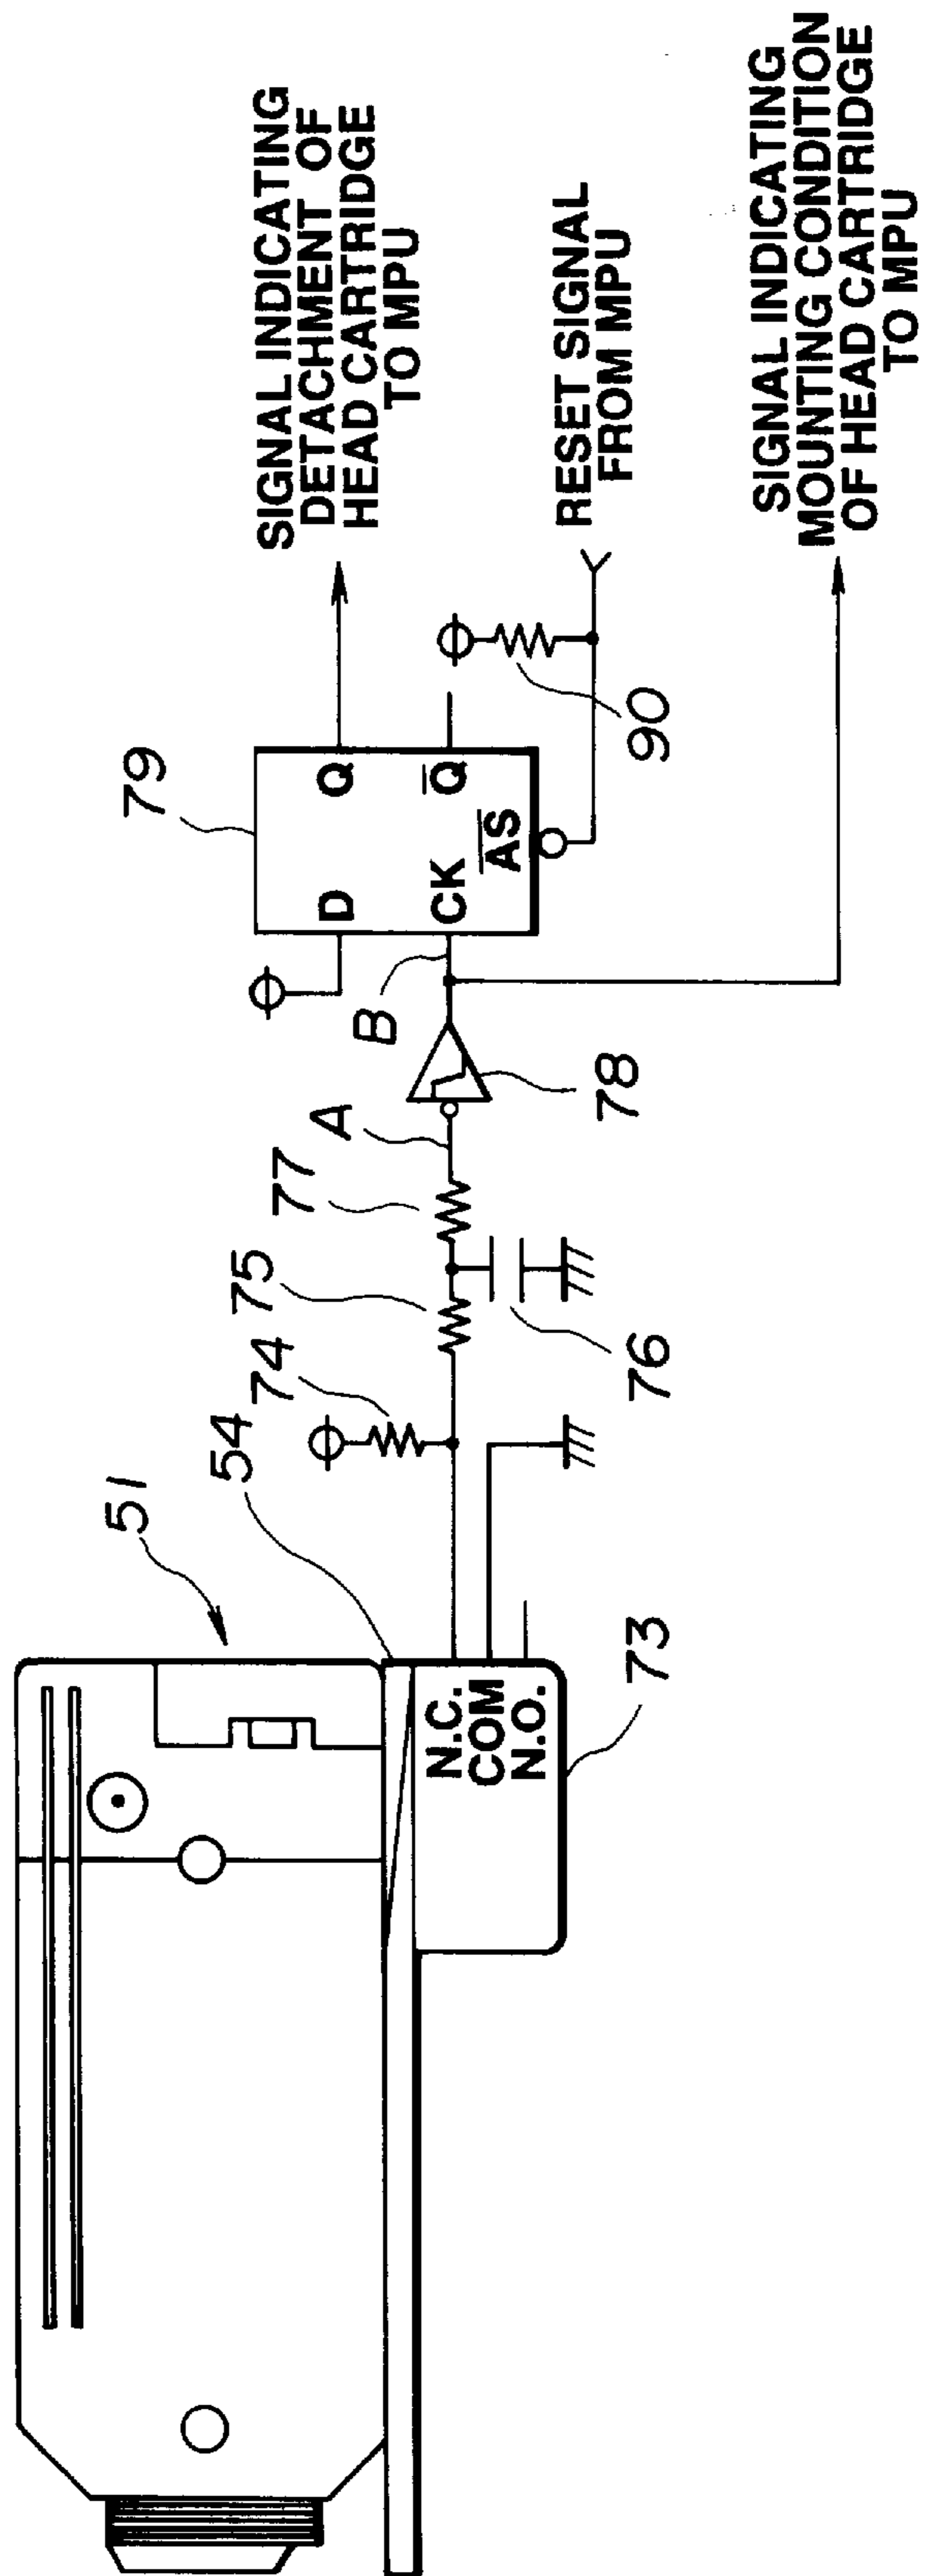 51
54
74
75
77
A
B
79
SIGNAL INDICATING
DETACHMENT OF
HEAD CARTRIDGE
TO MPU
D Q
CK Q̅
A̅S̅
N.C.
COM
N.O.
73
76
78
90
RESET SIGNAL
FROM MPU
SIGNAL INDICATING
MOUNTING CONDITION
OF HEAD CARTRIDGE
TO MPU